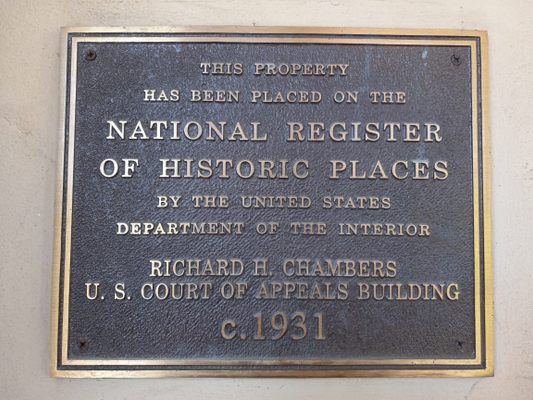 THIS PROPERTY
HAS BEEN PLACED ON THE
NATIONAL REGISTER
OF HISTORIC PLACES
BY THE UNITED STATES
DEPARTMENT OF THE INTERIOR
RICHARD H. CHAMBERS
U. S. COURT OF APPEALS BUILDING
c.1931